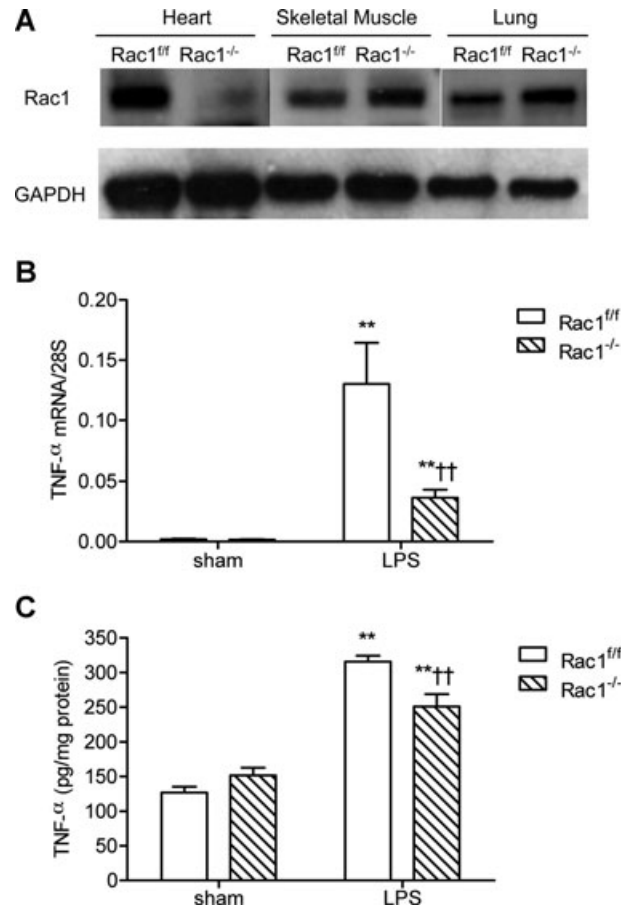 A
Heart Skeletal Muscle Lung
Rac1f/f Rac1-/- Rac1f/f Rac1-/- Rac1f/f Rac1-/-
Rac1
GAPDH
B
TNF-α mRNA/28S
0.20
0.15
0.10
0.05
0.00
**
**††
sham LPS
Rac1f/f
Rac1-/-
C
TNF-α (pg/mg protein)
350
300
250
200
150
100
50
0
**
**††
sham LPS
Rac1f/f
Rac1-/-